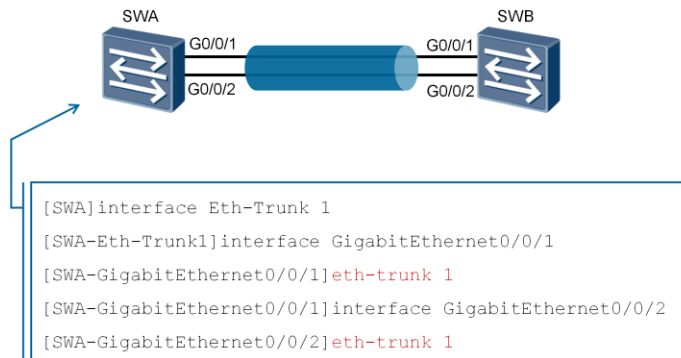 SWA
SWB
G0/0/1
G0/0/1
G0/0/2
G0/0/2
[SWA]interface Eth-Trunk 1
[SWA-Eth-Trunk1]interface GigabitEthernet0/0/1
[SWA-GigabitEthernet0/0/1]eth-trunk 1
[SWA-GigabitEthernet0/0/1]interface GigabitEthernet0/0/2
[SWA-GigabitEthernet0/0/2]eth-trunk 1